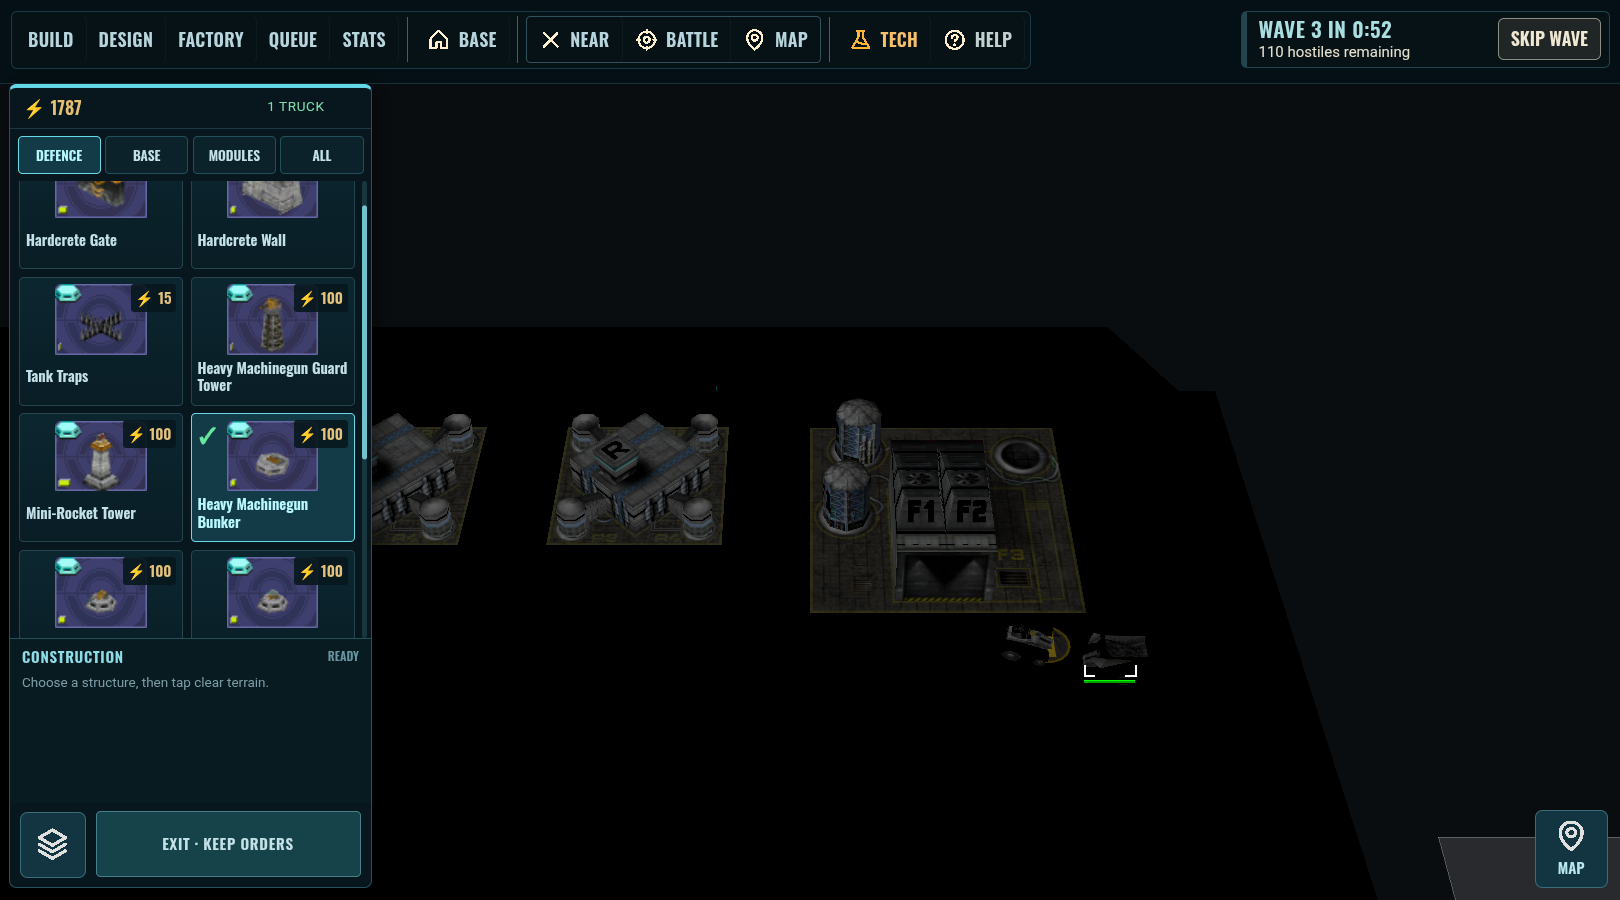 BUILD
DESIGN
FACTORY
QUEUE
STATS
BASE
NEAR
BATTLE
MAP
TECH
HELP
WAVE 3 IN 0:52
110 hostiles remaining
SKIP WAVE
1787
1 TRUCK
DEFENCE
BASE
MODULES
ALL
Hardcrete Gate
Hardcrete Wall
15
Tank Traps
100
Heavy Machinegun Guard
Tower
100
Mini-Rocket Tower
100
Heavy Machinegun
Bunker
100
100
CONSTRUCTION
READY
Choose a structure, then tap clear terrain.
EXIT · KEEP ORDERS
R
F1
F2
F3
MAP